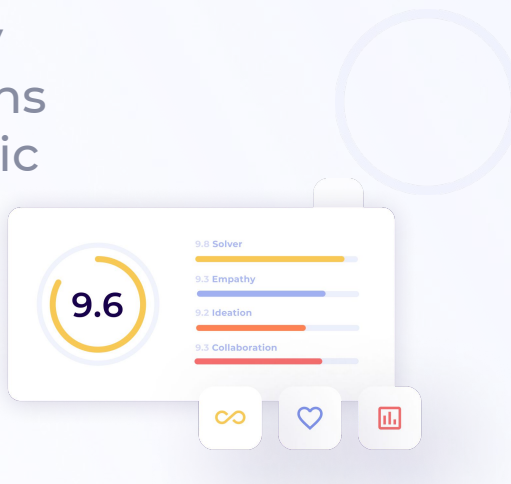 ns
ic
9.6
9.8 Solver
9.3 Empathy
9.2 Ideation
9.3 Collaboration